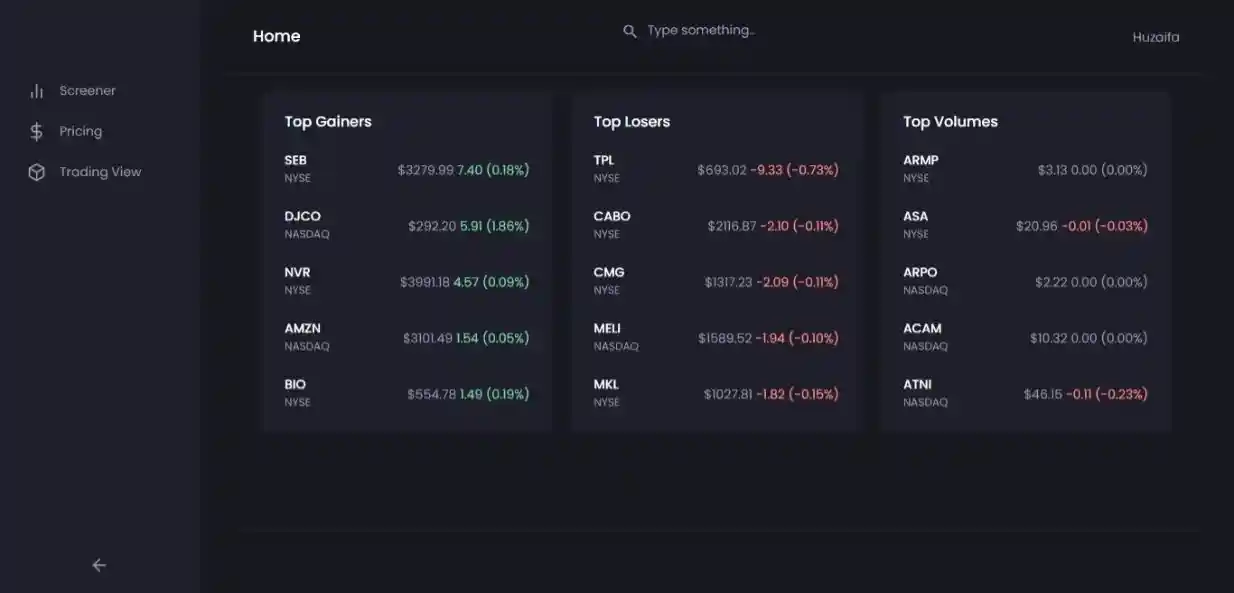 Home
Type something..
Huzaifa
Screener
Pricing
Trading View
Top Gainers
SEB
NYSE
$3279.99 7.40 (0.18%)
DJCO
NASDAQ
$292.20 5.91 (1.86%)
NVR
NYSE
$3991.18 4.57 (0.09%)
AMZN
NASDAQ
$3101.49 1.54 (0.05%)
BIO
NYSE
$554.78 1.49 (0.19%)
Top Losers
TPL
NYSE
$693.02 -9.33 (-0.73%)
CABO
NYSE
$2116.87 -2.10 (-0.11%)
CMG
NYSE
$1317.23 -2.09 (-0.11%)
MELI
NASDAQ
$1589.52 -1.94 (-0.10%)
MKL
NYSE
$1027.81 -1.82 (-0.15%)
Top Volumes
ARMP
NYSE
$3.13 0.00 (0.00%)
ASA
NYSE
$20.96 -0.01 (-0.03%)
ARPO
NASDAQ
$2.22 0.00 (0.00%)
ACAM
NASDAQ
$10.32 0.00 (0.00%)
ATNI
NASDAQ
$46.15 -0.11 (-0.23%)